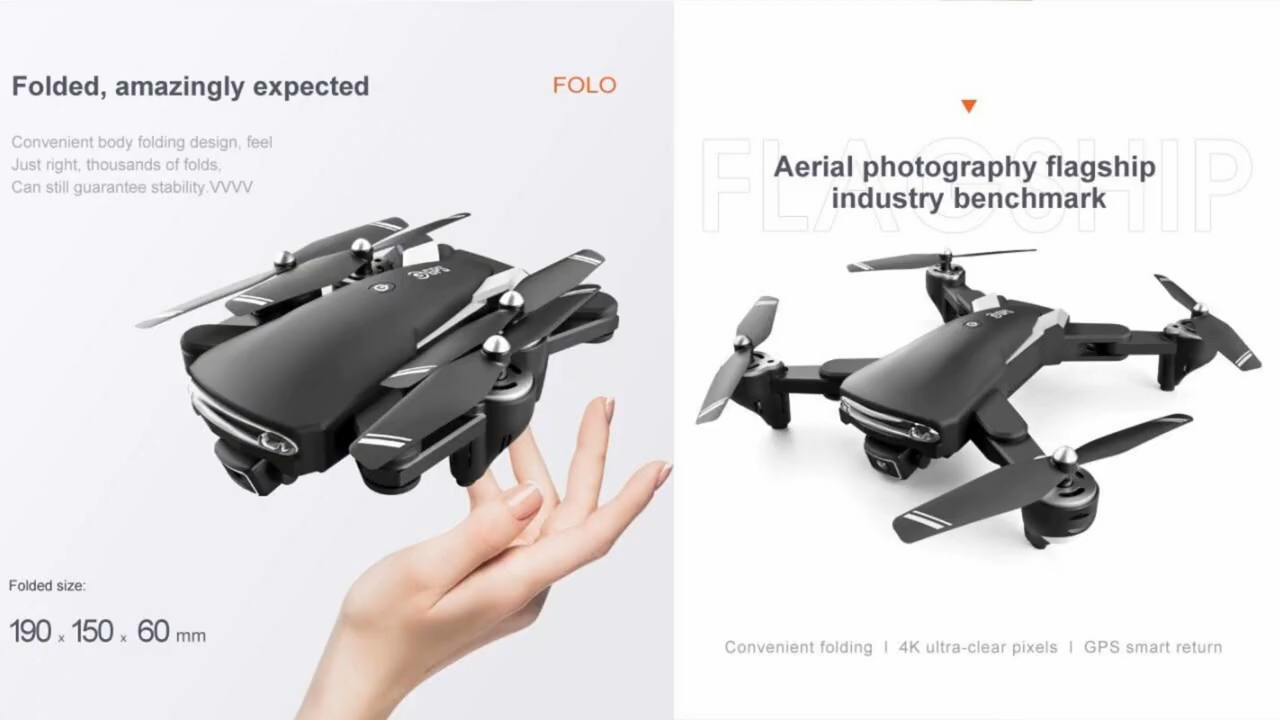 Folded, amazingly expected
FOLO
Convenient body folding design, feel
Just right, thousands of folds,
Can still guarantee stability.VVVV
GPS
Folded size:
190 x 150 x 60 mm
FLAGSHIP
Aerial photography flagship
industry benchmark
GPS
Convenient folding | 4K ultra-clear pixels | GPS smart return